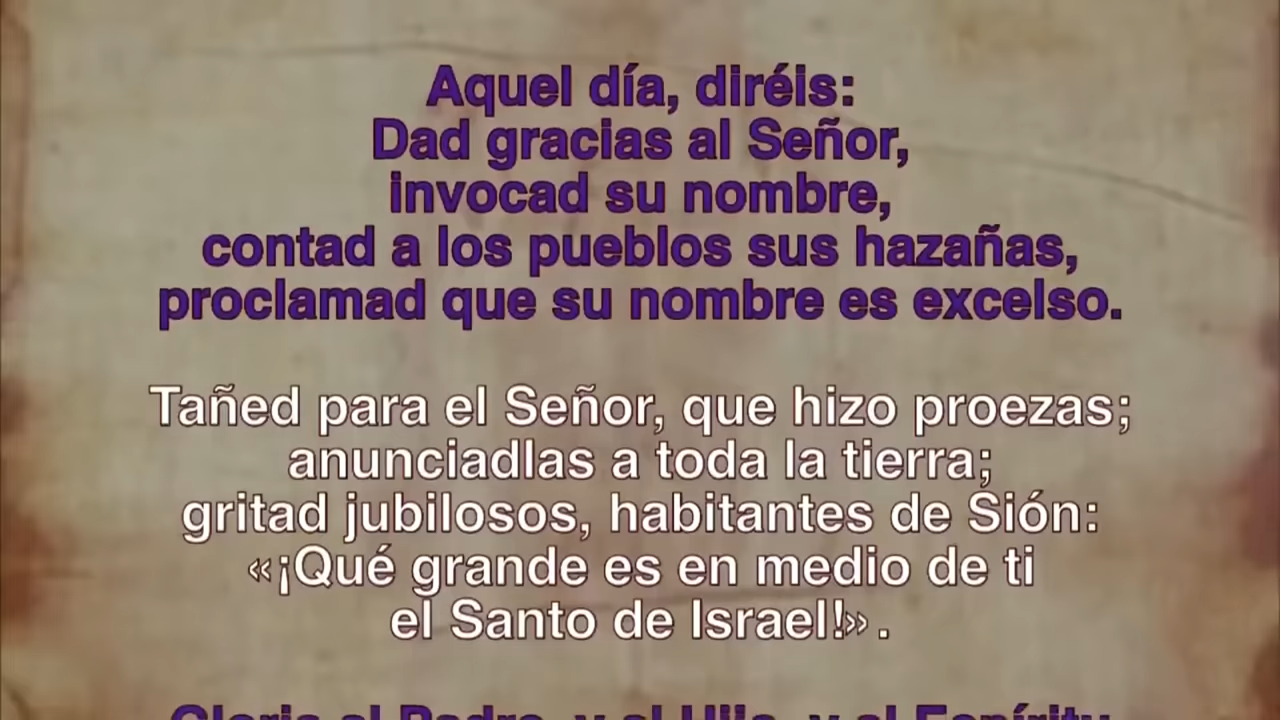 Aquel día, diréis:
Dad gracias al Señor,
invocad su nombre,
contad a los pueblos sus hazañas,
proclamad que su nombre es excelso.
Tañed para el Señor, que hizo proezas;
anunciadlas a toda la tierra;
gritad jubilosos, habitantes de Sión:
«¡Qué grande es en medio de ti
el Santo de Israel!» .
Gloria al Padre, y al Hijo, y al Espíritu